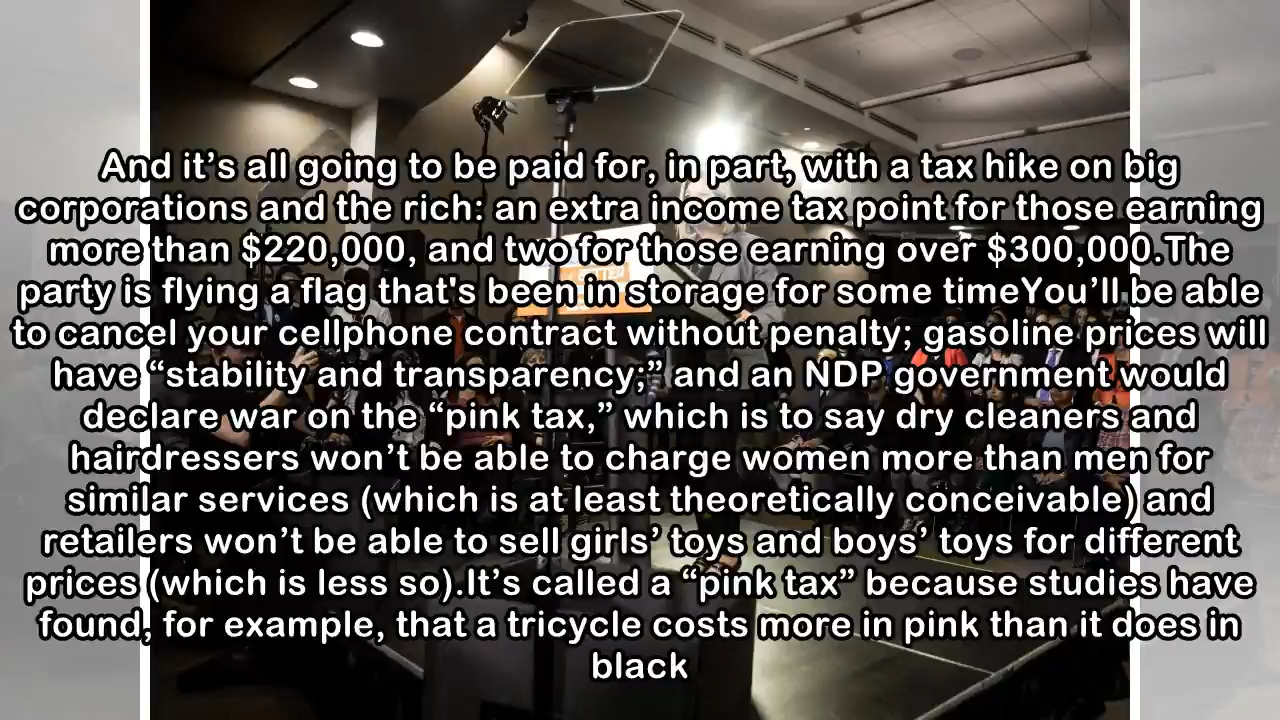 And it’s all going to be paid for, in part, with a tax hike on big
corporations and the rich: an extra income tax point for those earning
more than $220,000, and two for those earning over $300,000.The
party is flying a flag that's been in storage for some timeYou’ll be able
to cancel your cellphone contract without penalty; gasoline prices will
have “stability and transparency;” and an NDP government would
declare war on the “pink tax,” which is to say dry cleaners and
hairdressers won’t be able to charge women more than men for
similar services (which is at least theoretically conceivable) and
retailers won’t be able to sell girls’ toys and boys’ toys for different
prices (which is less so).It’s called a “pink tax” because studies have
found, for example, that a tricycle costs more in pink than it does in
black